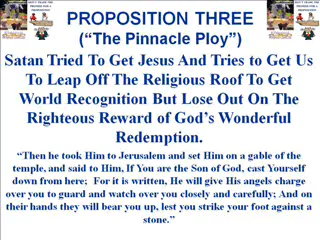 PROPOSITION THREE
(“The Pinnacle Ploy”)
Satan Tried To Get Jesus And Tries to Get Us
To Leap Off The Religious Roof To Get
World Recognition But Lose Out On The
Righteous Reward of God’s Wonderful
Redemption.
“Then he took Him to Jerusalem and set Him on a gable of the
temple, and said to Him, If You are the Son of God, cast Yourself
down from here;  For it is written, He will give His angels charge
over you to guard and watch over you closely and carefully; And on
their hands they will bear you up, lest you strike your foot against a
stone.”